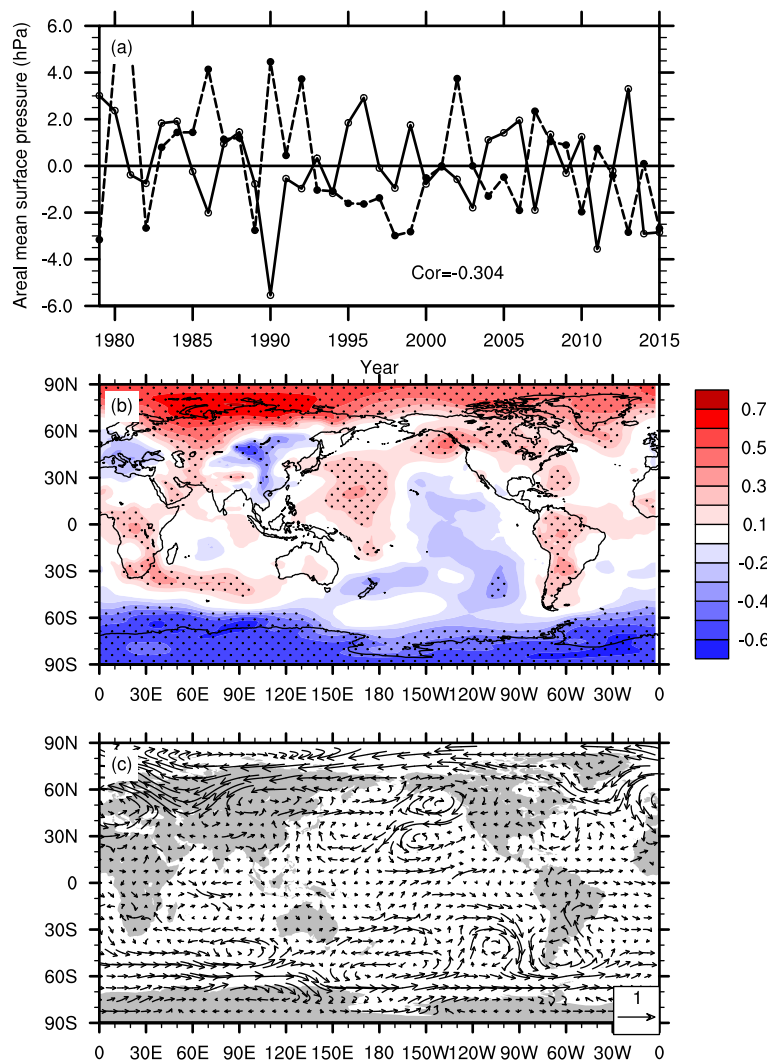 Areal mean surface pressure (hPa)
6.0
4.0
2.0
0.0
-2.0
-4.0
-6.0
(a)
Cor=-0.304
1980 1985 1990 1995 2000 2005 2010 2015
Year
(b)
90N
60N
30N
0
30S
60S
90S
0 30E 60E 90E 120E 150E 180 150W 120W 90W 60W 30W 0
0.7
0.5
0.3
0.1
-0.2
-0.4
-0.6
(c)
90N
60N
30N
0
30S
60S
90S
1
0 30E 60E 90E 120E 150E 180 150W 120W 90W 60W 30W 0